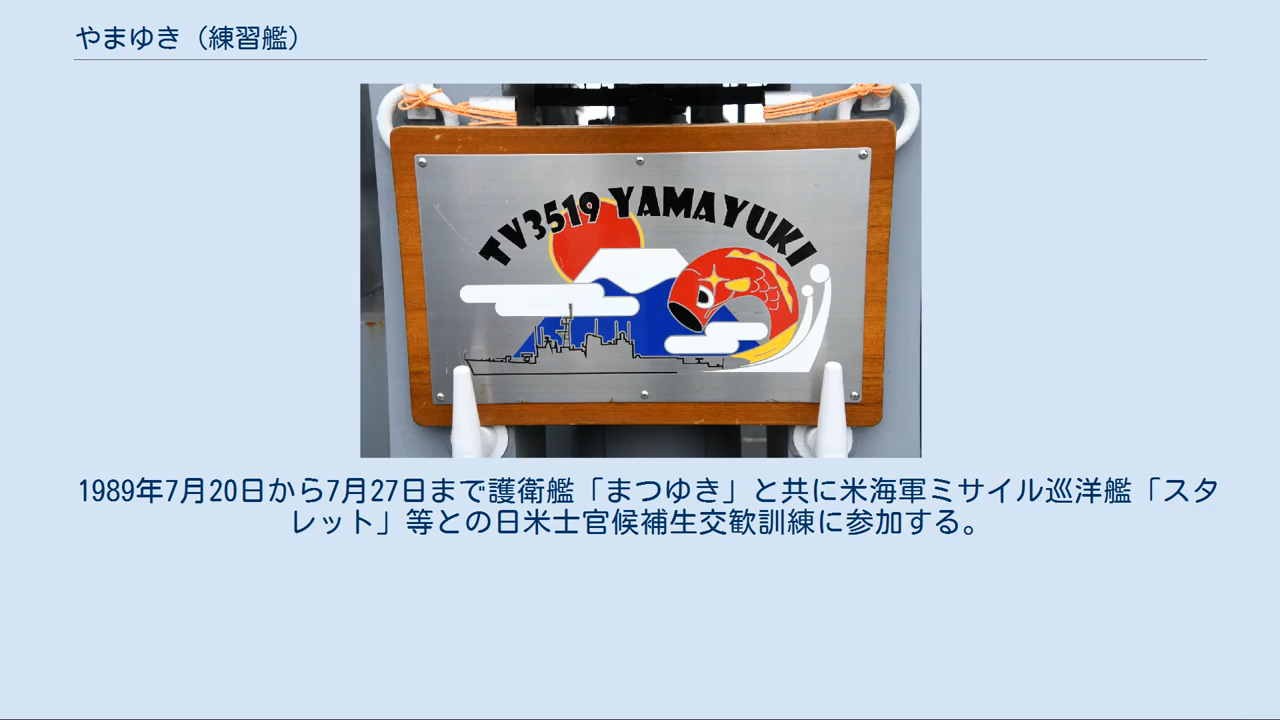 やまゆき（練習艦）
TV3519 YAMAYUKI
1989年7月20日から7月27日まで護衛艦「まつゆき」と共に米海軍ミサイル巡洋艦「スタ
レット」等との日米士官候補生交歓訓練に参加する。